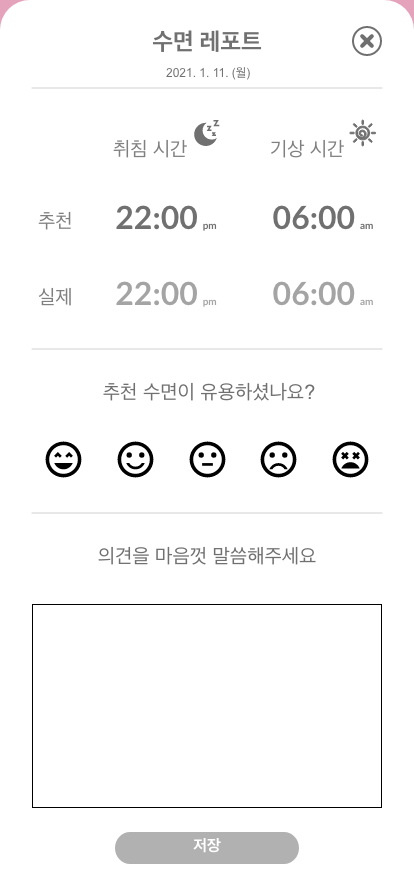 수면 레포트
2021. 1. 11. (월)
취침 시간 z z z 기상 시간
추천 22:00 pm 06:00 am
실제 22:00 pm 06:00 am
추천 수면이 유용하셨나요?
의견을 마음껏 말씀해주세요
저장